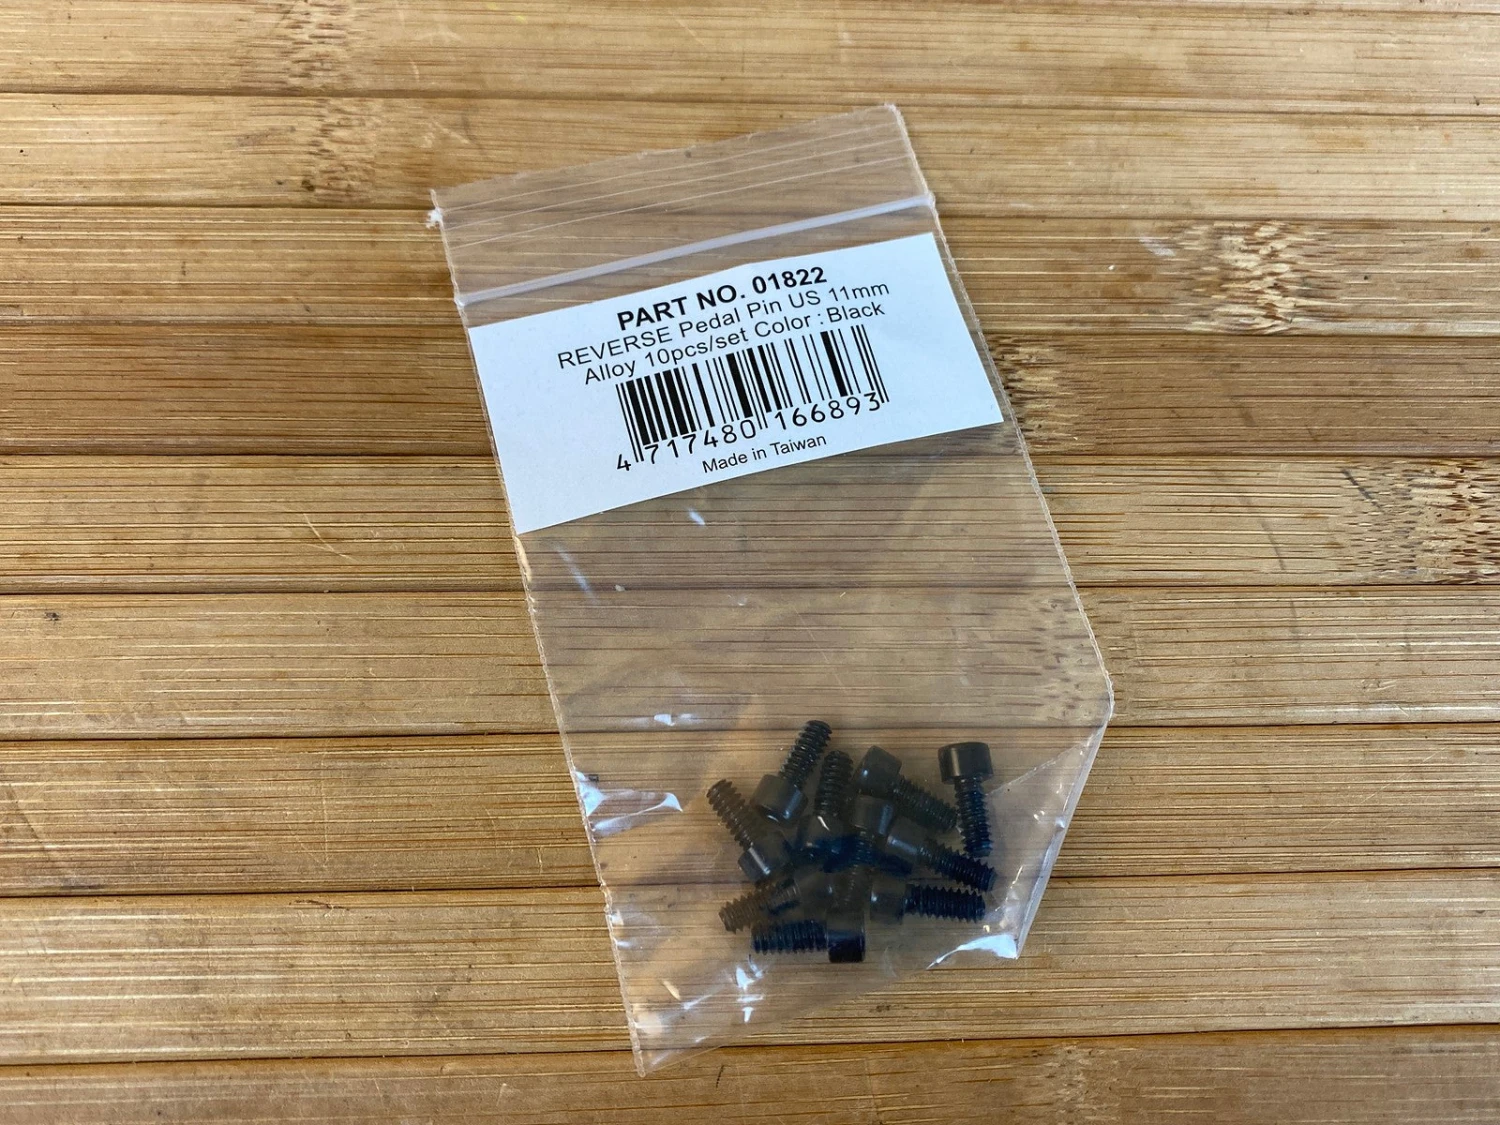 PART NO. 01822
REVERSE Pedal Pin US 11mm
Alloy 10pcs/set Color : Black
4 717480 166893
Made in Taiwan